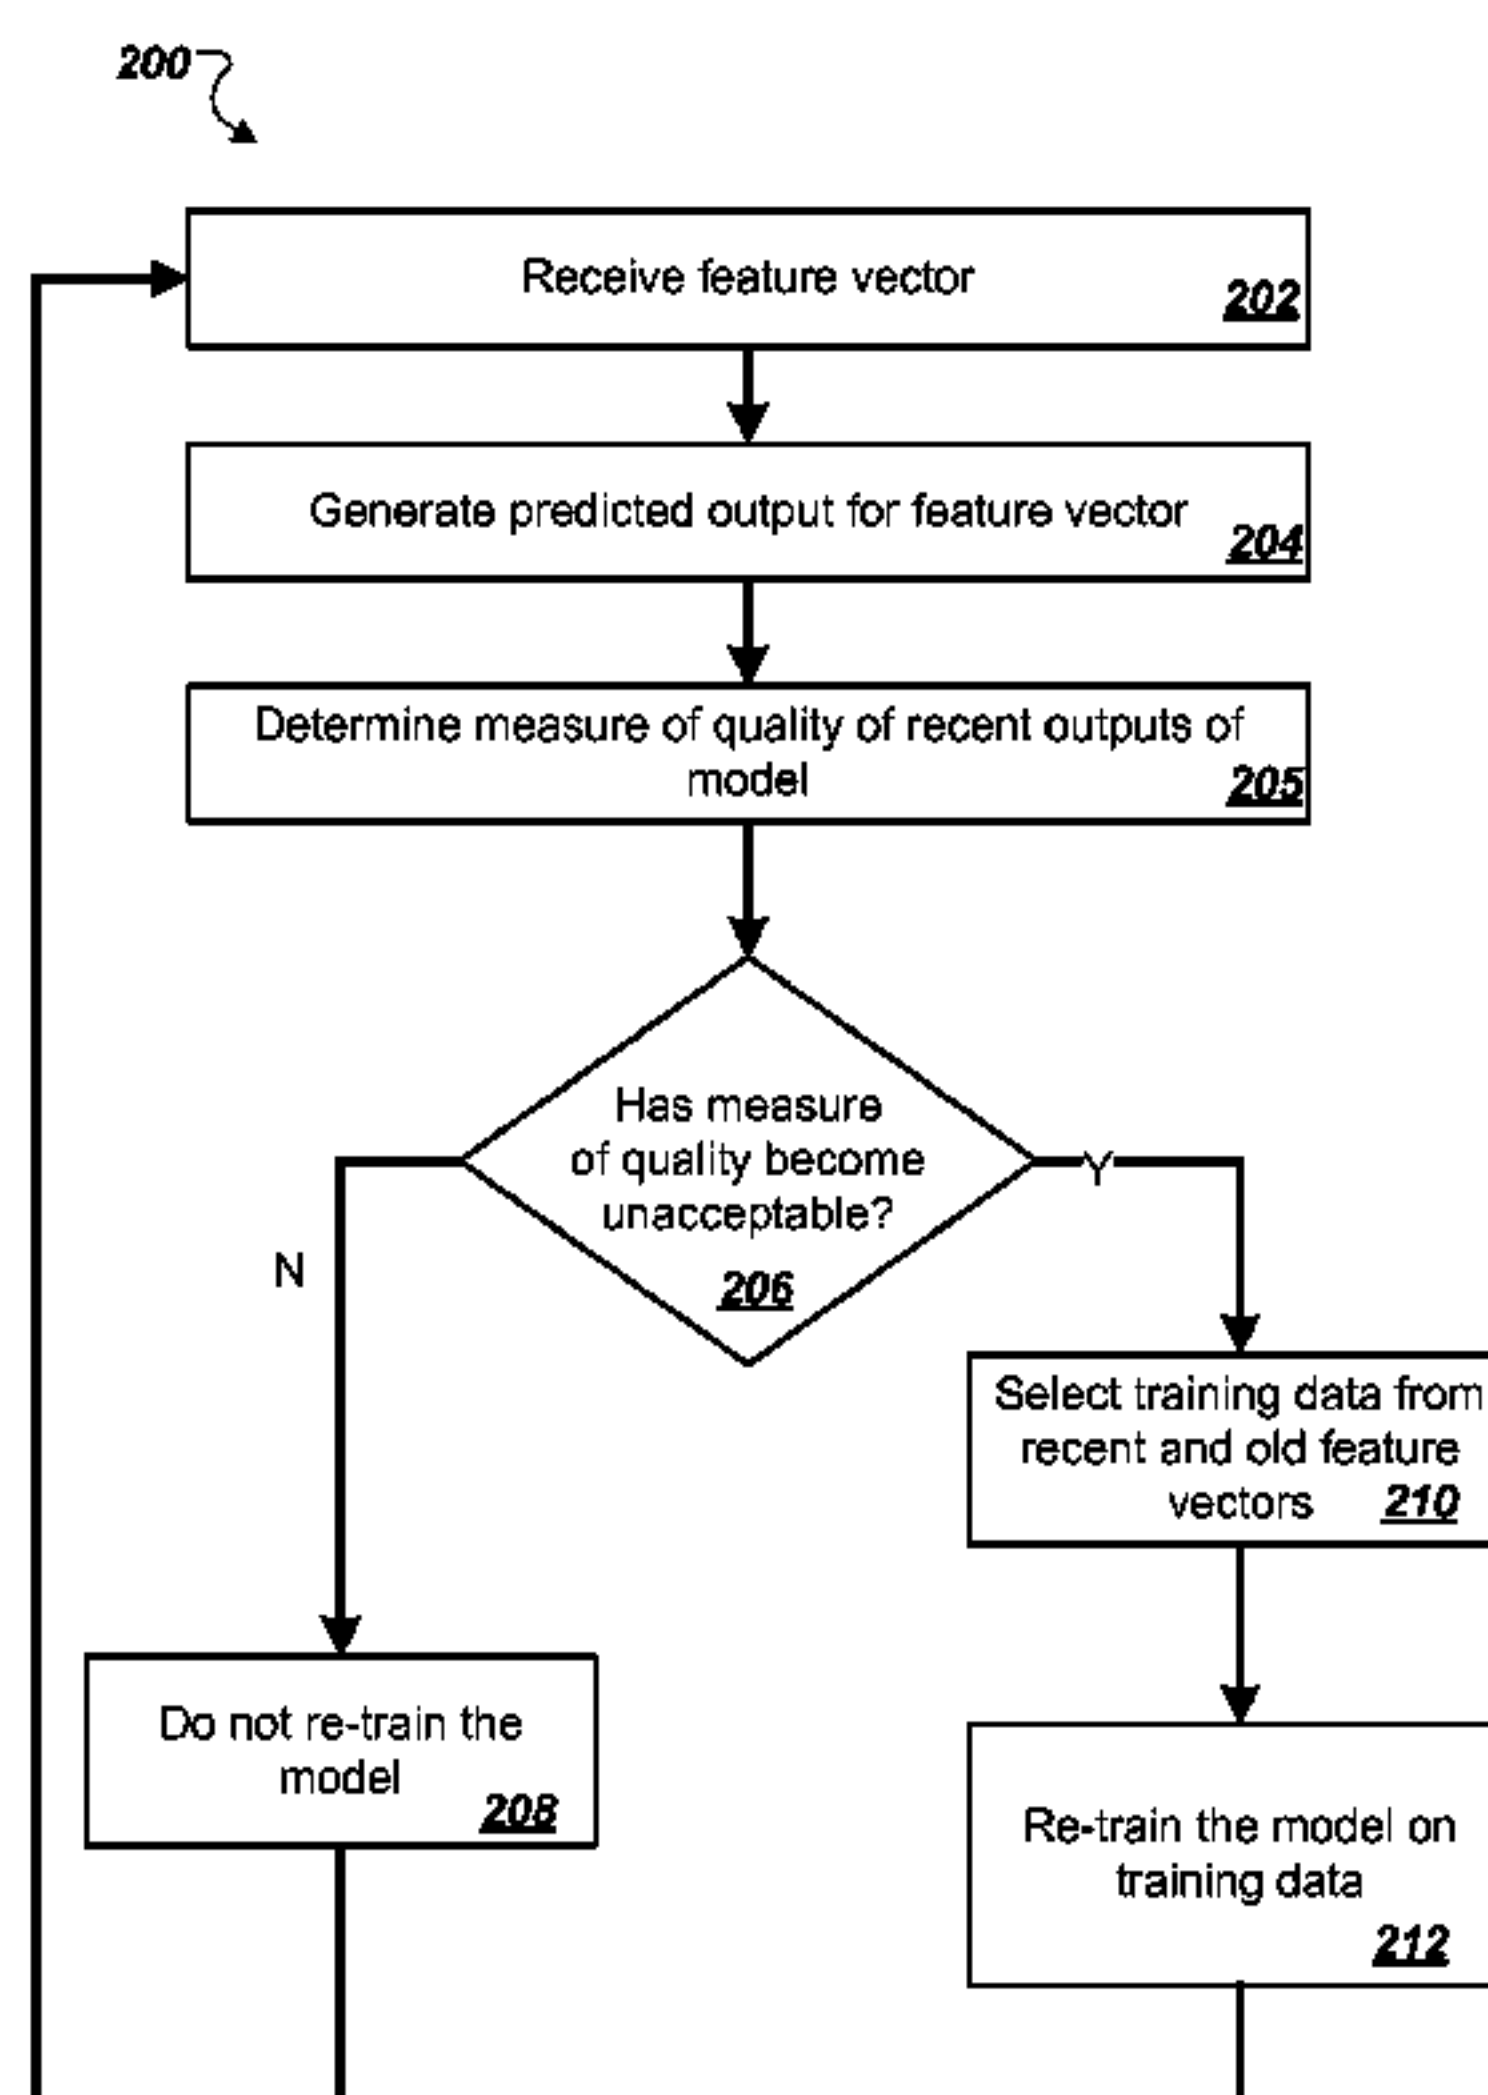 200
Receive feature vector
202
Generate predicted output for feature vector
204
Determine measure of quality of recent outputs of
model
205
Has measure
of quality become
unacceptable?
206
Y
N
Select training data from
recent and old feature
vectors 210
Do not re-train the
model
208
Re-train the model on
training data
212